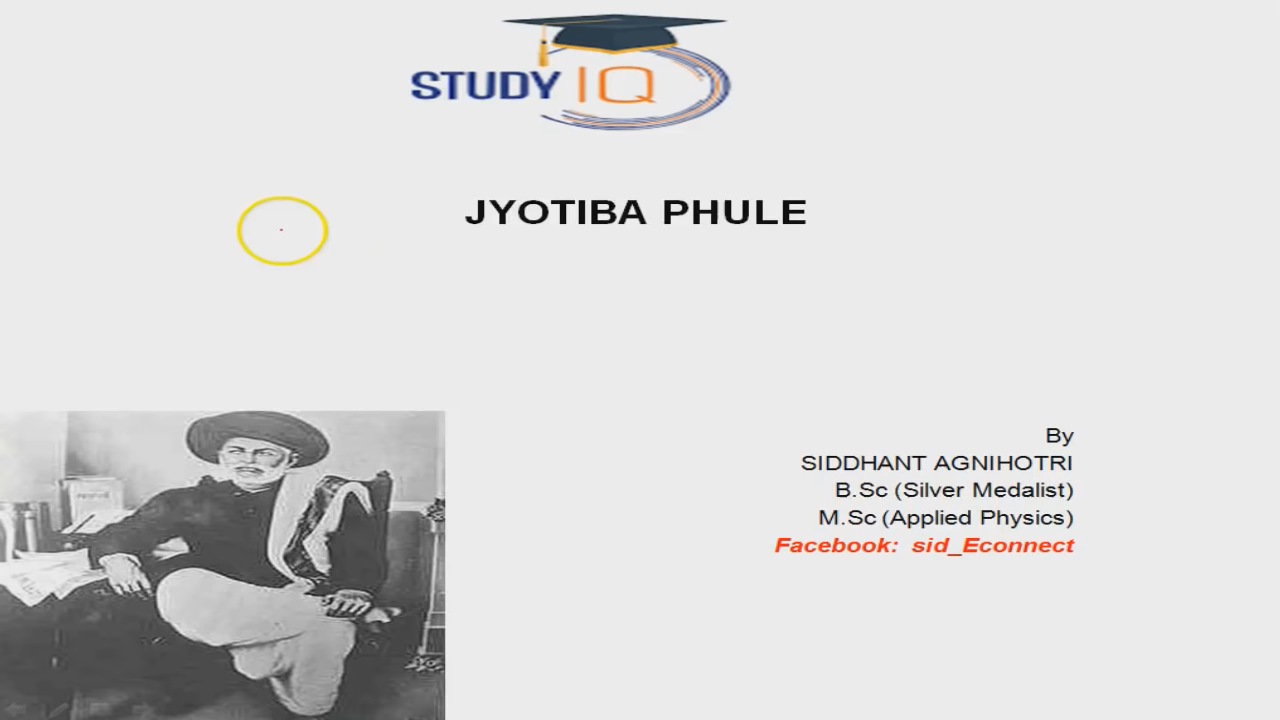 STUDY IQ
JYOTIBA PHULE
By
SIDDHANT AGNIHOTRI
B.Sc (Silver Medalist)
M.Sc (Applied Physics)
Facebook: sid_Econnect